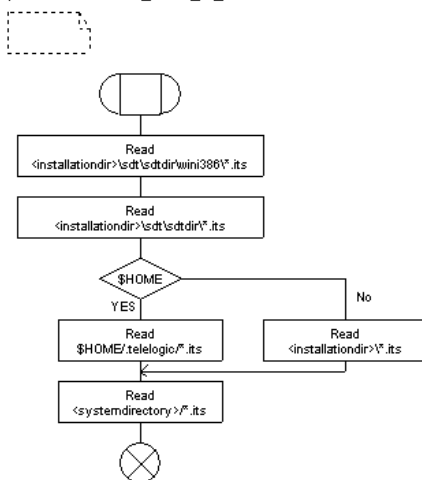 Read
<installationdir>\sdt\sdtdir\wini386\*.its
Read
<installationdir>\sdt\sdtdir\*.its
$HOME
YES
No
Read
$HOME/.telelogic/*.its
Read
<installationdir>\*.its
Read
<systemdirectory>/*.its